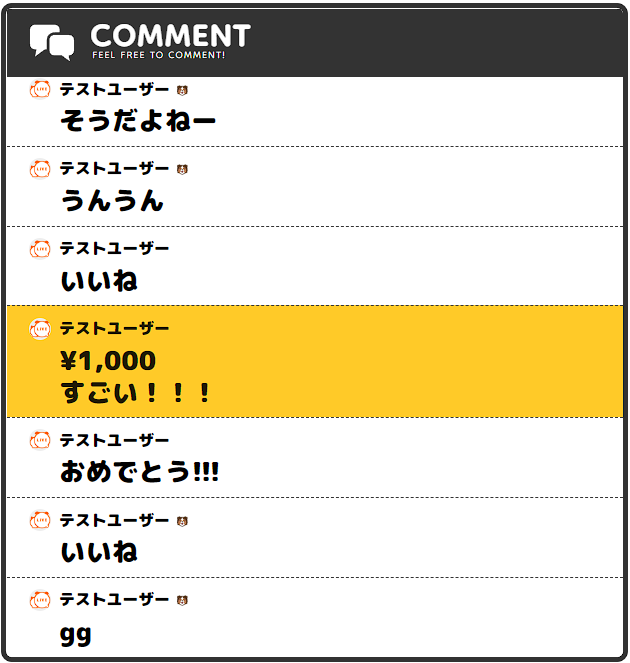 COMMENT
FEEL FREE TO COMMENT!
テストユーザー
そうだよねー
テストユーザー
うんうん
テストユーザー
いいね
テストユーザー
¥1,000
すごい！！！
テストユーザー
おめでとう!!!
テストユーザー
いいね
テストユーザー
gg